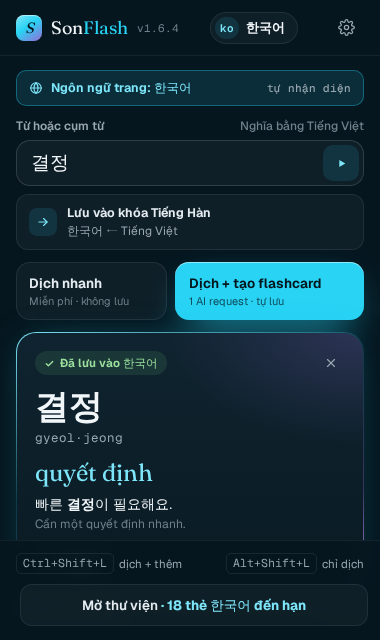 S SonFlash v1.6.4 ko 한국어
Ngôn ngữ trang: 한국어 tự nhận diện
Từ hoặc cụm từ Nghĩa bằng Tiếng Việt
결정
Lưu vào khóa Tiếng Hàn
한국어 ← Tiếng Việt
Dịch nhanh Dịch + tạo flashcard
Miễn phí · không lưu 1 AI request · tự lưu
Đã lưu vào 한국어
결정
gyeol·jeong
quyết định
빠른 결정이 필요해요.
Cần một quyết định nhanh.
Ctrl+Shift+L dịch + thêm Alt+Shift+L chỉ dịch
Mở thư viện · 18 thẻ 한국어 đến hạn